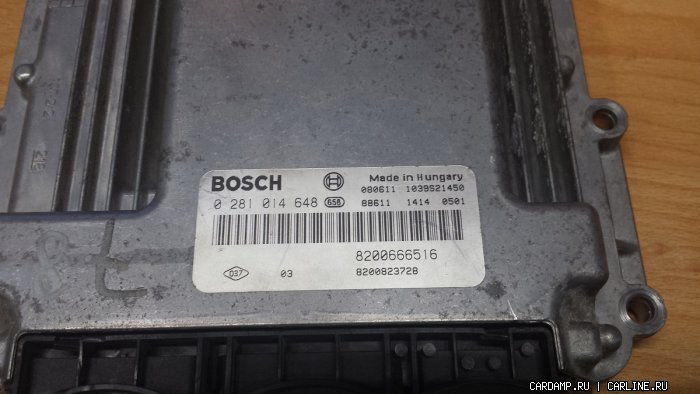 BOSCH Made in Hungary
080611 1039S21450
0 281 014 648 658 88611 1414 0501
8200666516
037 03 8200823728
CARDAMP.RU | CARLINE.RU